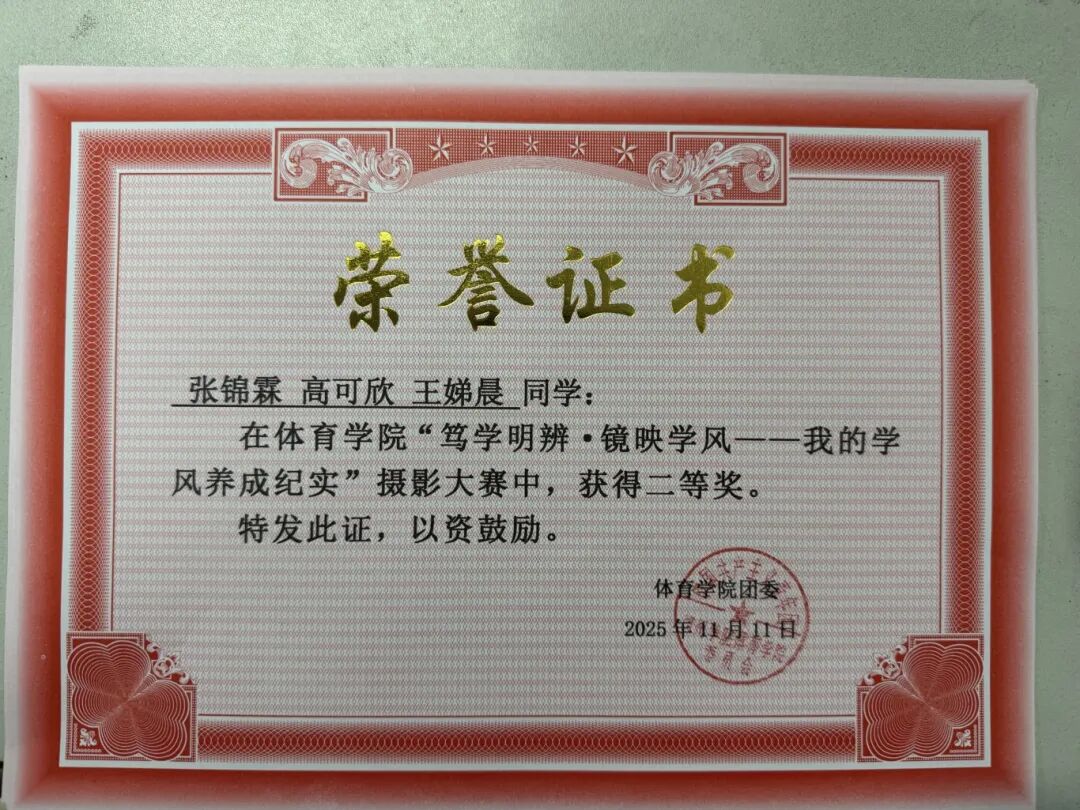 荣誉证书
张锦霖 高可欣 王娣晨 同学：
在体育学院“笃学明辨·镜映学风——我的学
风养成纪实”摄影大赛中，获得二等奖。
特发此证，以资鼓励。
体育学院团委
2025年11月11日
委员会